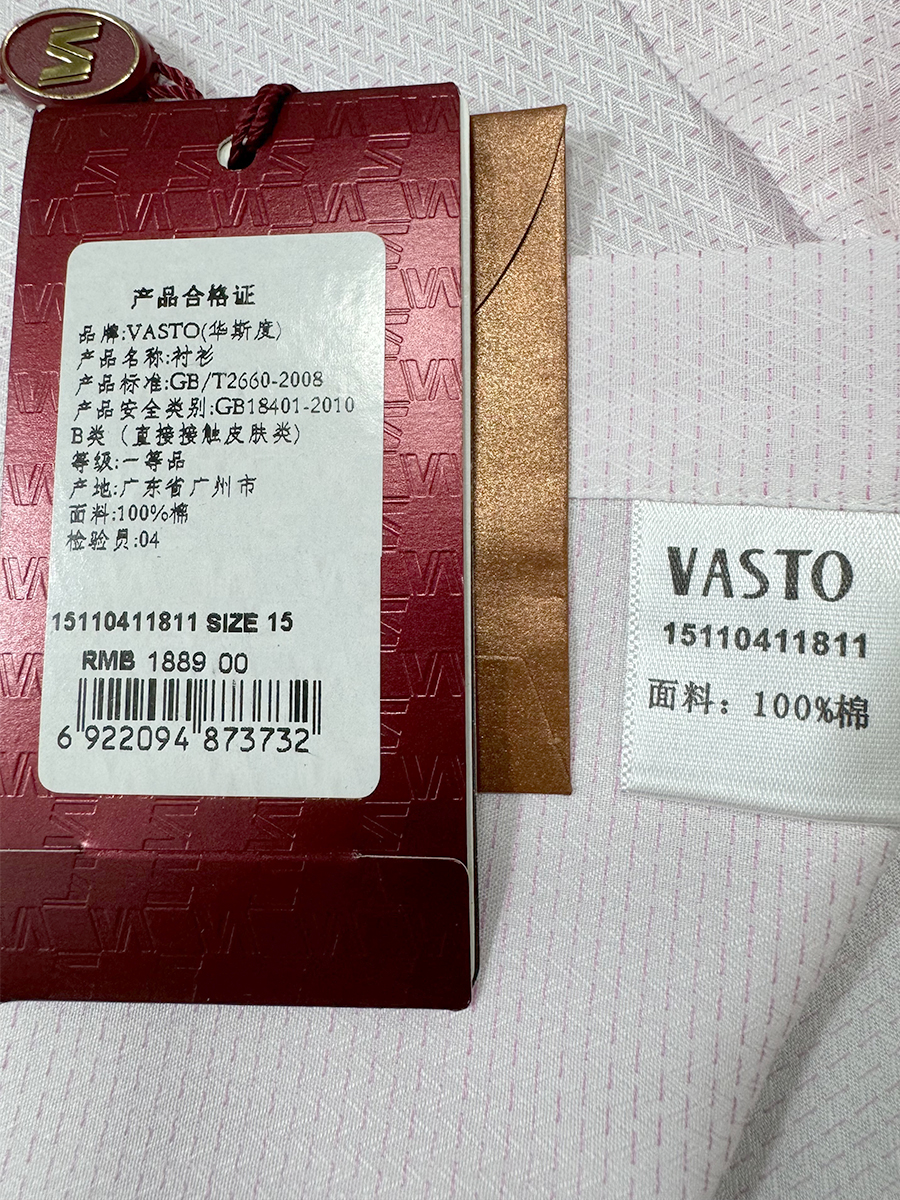 产品合格证
品牌:VASTO(华斯度)
产品名称:衬衫
产品标准:GB/T2660-2008
产品安全类别:GB18401-2010
B类（直接接触皮肤类）
等级:一等品
产地:广东省广州市
面料:100%棉
检验员:04
15110411811 SIZE 15
RMB 1889.00
6 922094 873732
VASTO
15110411811
面料：100%棉